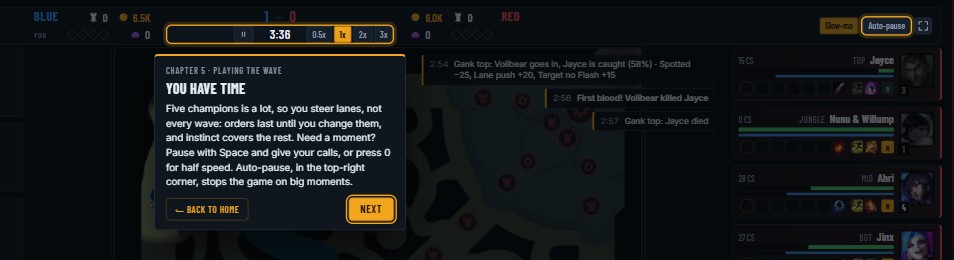 BLUE 0 6.5K 1 - 0 6.0K 0 RED
YOU 0 3:36 0.5x 1x 2x 3x 0
Slow-mo Auto-pause
CHAPTER 5 · PLAYING THE WAVE
YOU HAVE TIME
Five champions is a lot, so you steer lanes, not
every wave: orders last until you change them,
and instinct covers the rest. Need a moment?
Pause with Space and give your calls, or press 0
for half speed. Auto-pause, in the top-right
corner, stops the game on big moments.
BACK TO HOME
NEXT
2:54 Gank top: Volibear goes in, Jayce is caught (58%) · Spotted
−25, Lane push +20, Target no Flash +15
2:56 First blood! Volibear killed Jayce
2:57 Gank top: Jayce died
15 CS TOP Jayce
R
3
0 CS JUNGLE Nunu & Willump
R
1
28 CS MID Ahri
R
4
27 CS BOT Jinx